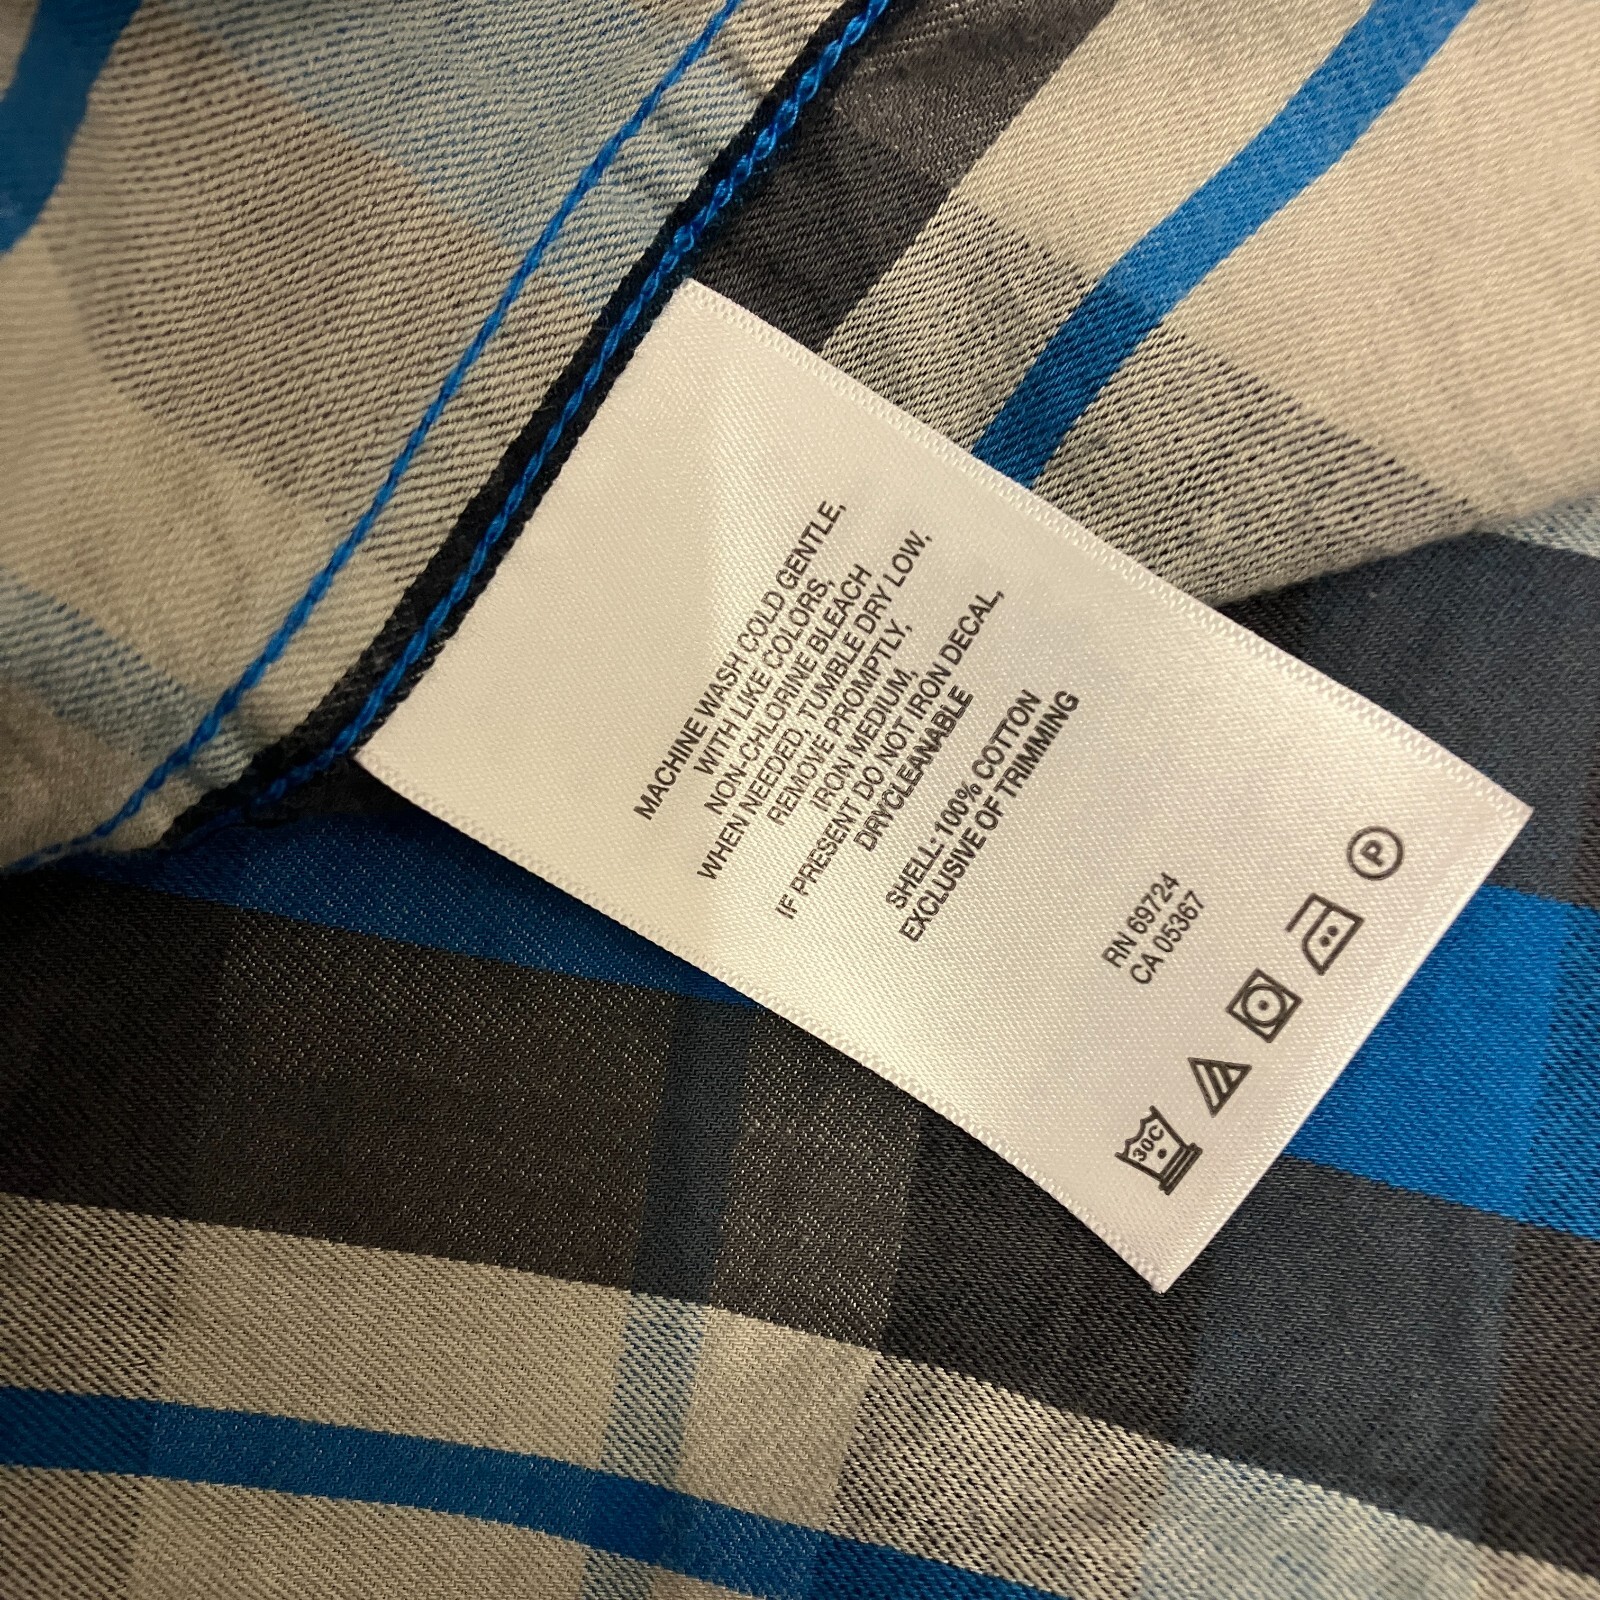 MACHINE WASH COLD GENTLE,
WITH LIKE COLORS,
NON-CHLORINE BLEACH
WHEN NEEDED, TUMBLE DRY LOW,
REMOVE PROMPTLY,
IRON MEDIUM,
IF PRESENT DO NOT IRON DECAL,
DRYCLEANABLE
SHELL: 100% COTTON
EXCLUSIVE OF TRIMMING
RN 69724
CA 05367
30C
P